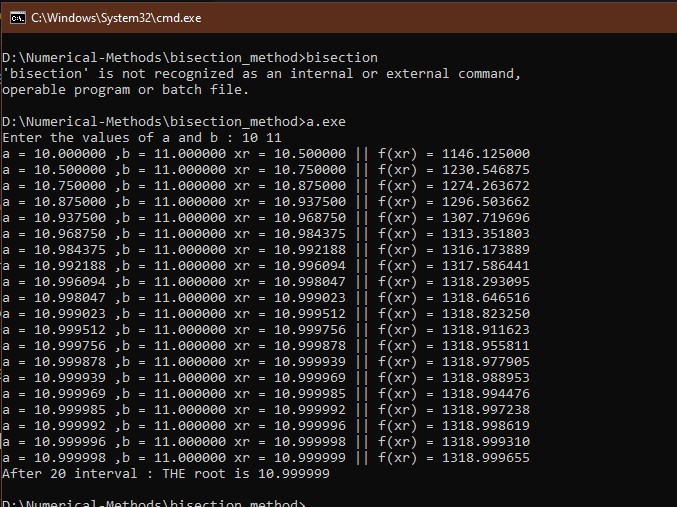 C:\Windows\System32\cmd.exe
D:\Numerical-Methods\bisection_method>bisection
'bisection' is not recognized as an internal or external command,
operable program or batch file.
D:\Numerical-Methods\bisection_method>a.exe
Enter the values of a and b : 10 11
a = 10.000000 ,b = 11.000000 xr = 10.500000 || f(xr) = 1146.125000
a = 10.500000 ,b = 11.000000 xr = 10.750000 || f(xr) = 1230.546875
a = 10.750000 ,b = 11.000000 xr = 10.875000 || f(xr) = 1274.263672
a = 10.875000 ,b = 11.000000 xr = 10.937500 || f(xr) = 1296.503662
a = 10.937500 ,b = 11.000000 xr = 10.968750 || f(xr) = 1307.719696
a = 10.968750 ,b = 11.000000 xr = 10.984375 || f(xr) = 1313.351803
a = 10.984375 ,b = 11.000000 xr = 10.992188 || f(xr) = 1316.173889
a = 10.992188 ,b = 11.000000 xr = 10.996094 || f(xr) = 1317.586441
a = 10.996094 ,b = 11.000000 xr = 10.998047 || f(xr) = 1318.293095
a = 10.998047 ,b = 11.000000 xr = 10.999023 || f(xr) = 1318.646516
a = 10.999023 ,b = 11.000000 xr = 10.999512 || f(xr) = 1318.823250
a = 10.999512 ,b = 11.000000 xr = 10.999756 || f(xr) = 1318.911623
a = 10.999756 ,b = 11.000000 xr = 10.999878 || f(xr) = 1318.955811
a = 10.999878 ,b = 11.000000 xr = 10.999939 || f(xr) = 1318.977905
a = 10.999939 ,b = 11.000000 xr = 10.999969 || f(xr) = 1318.988953
a = 10.999969 ,b = 11.000000 xr = 10.999985 || f(xr) = 1318.994476
a = 10.999985 ,b = 11.000000 xr = 10.999992 || f(xr) = 1318.997238
a = 10.999992 ,b = 11.000000 xr = 10.999996 || f(xr) = 1318.998619
a = 10.999996 ,b = 11.000000 xr = 10.999998 || f(xr) = 1318.999310
a = 10.999998 ,b = 11.000000 xr = 10.999999 || f(xr) = 1318.999655
After 20 interval : THE root is 10.999999
D:\Numerical-Methods\bisection_method>